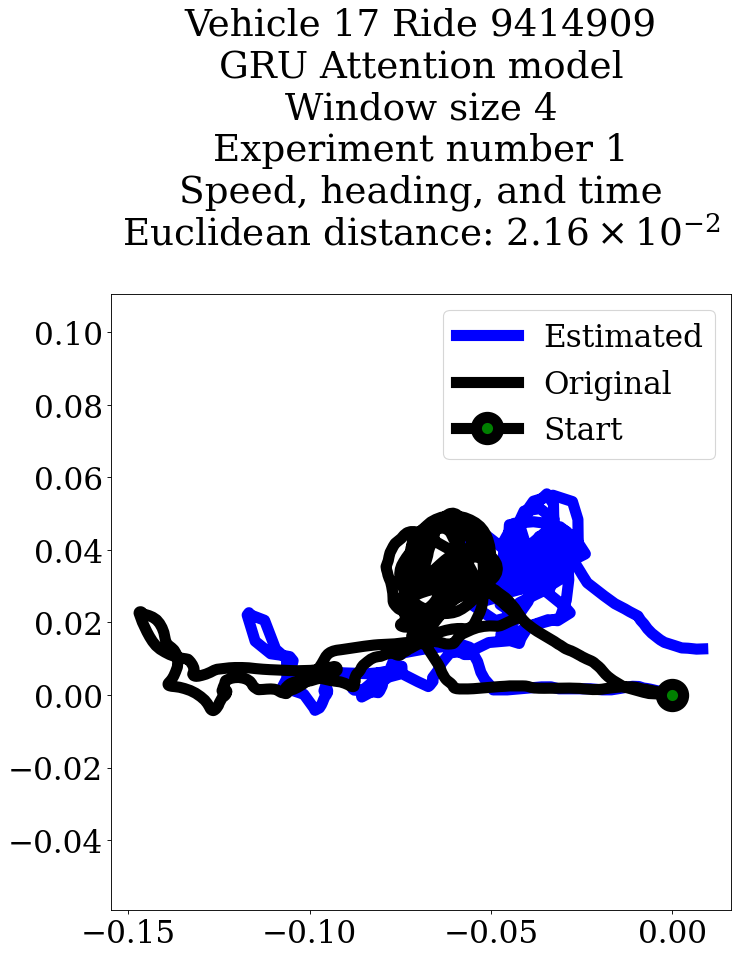 Vehicle 17 Ride 9414909
GRU Attention model
Window size 4
Experiment number 1
Speed, heading, and time
Euclidean distance: 2.16 × 10⁻²
Estimated
Original
Start
0.10
0.08
0.06
0.04
0.02
0.00
−0.02
−0.04
−0.15
−0.10
−0.05
0.00